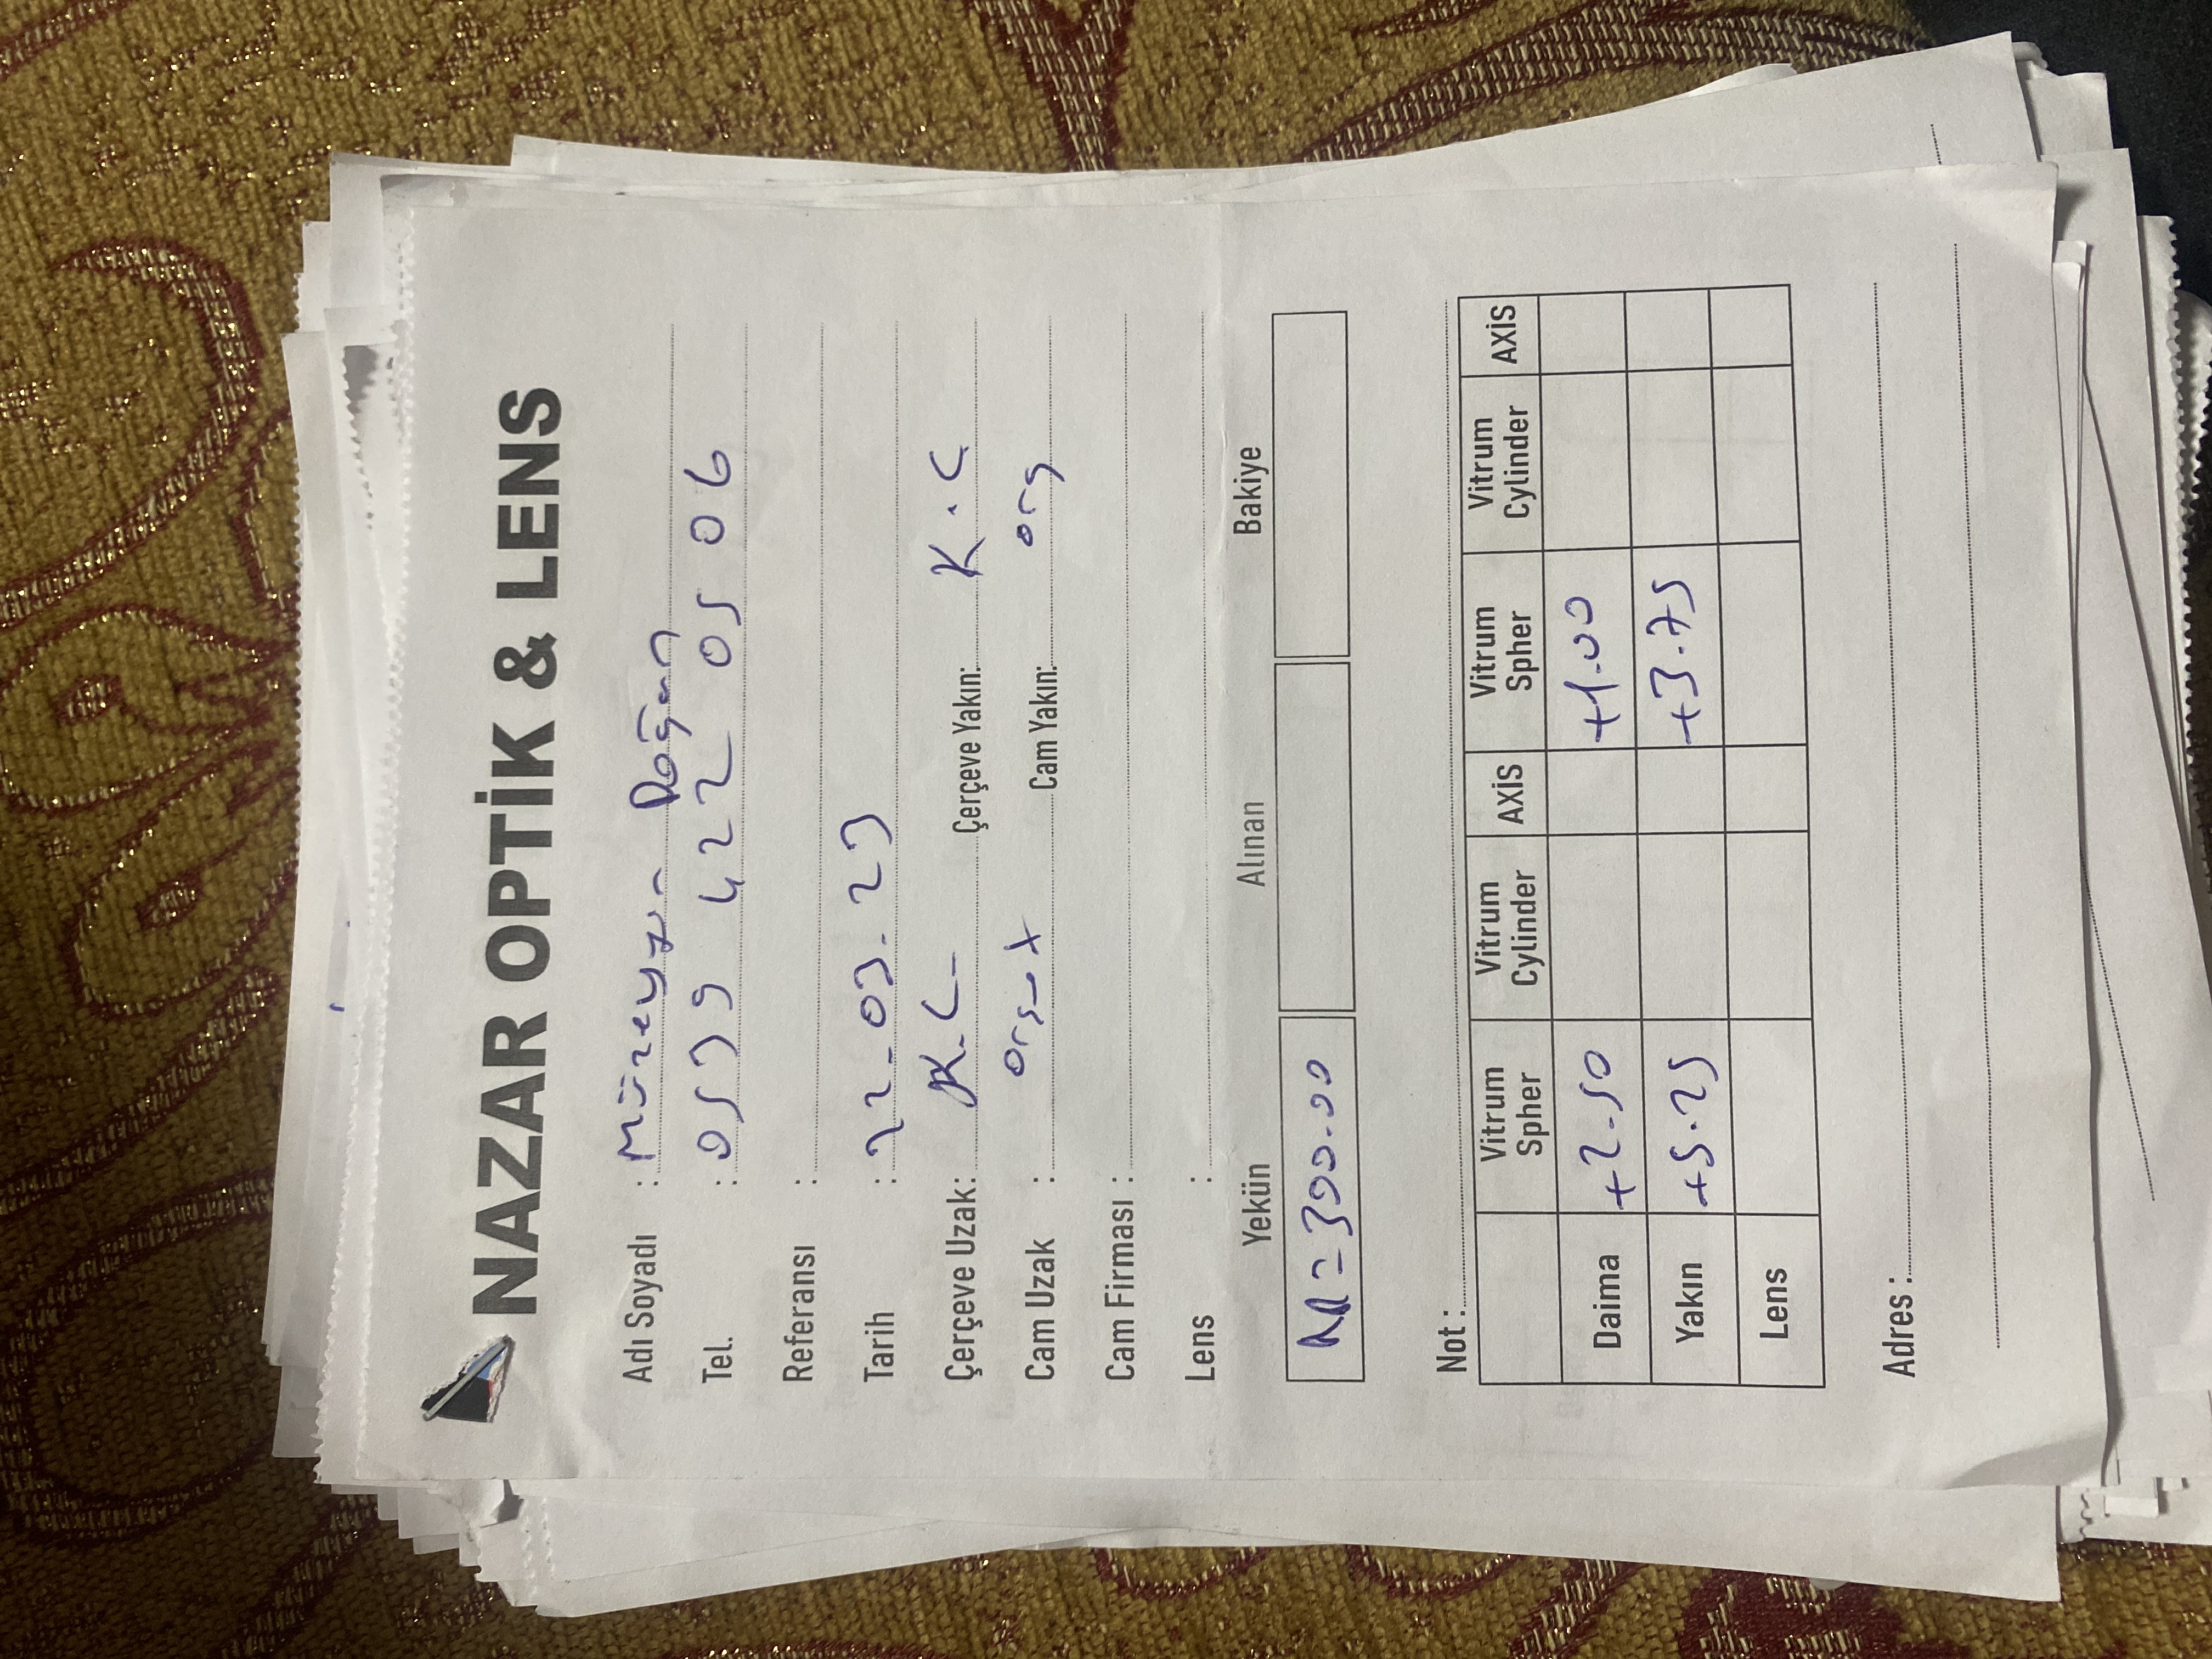 NAZAR OPTİK & LENS
Adı Soyadı : Müzeyyen Doğan
Tel. : 0539 422 05 06
Referansı :
Tarih : 22.03.23
Çerçeve Uzak: K.C Çerçeve Yakın: K.C
Cam Uzak : Cam Yakın: org
Cam Firması :
Lens :
Yekün Alınan Bakiye
= 300.00
Not :
Vitrum Spher Vitrum Cylinder AXİS Vitrum Spher Vitrum Cylinder AXİS
Daima +2.50 +1.00
Yakın +5.25 +3.75
Lens
Adres :